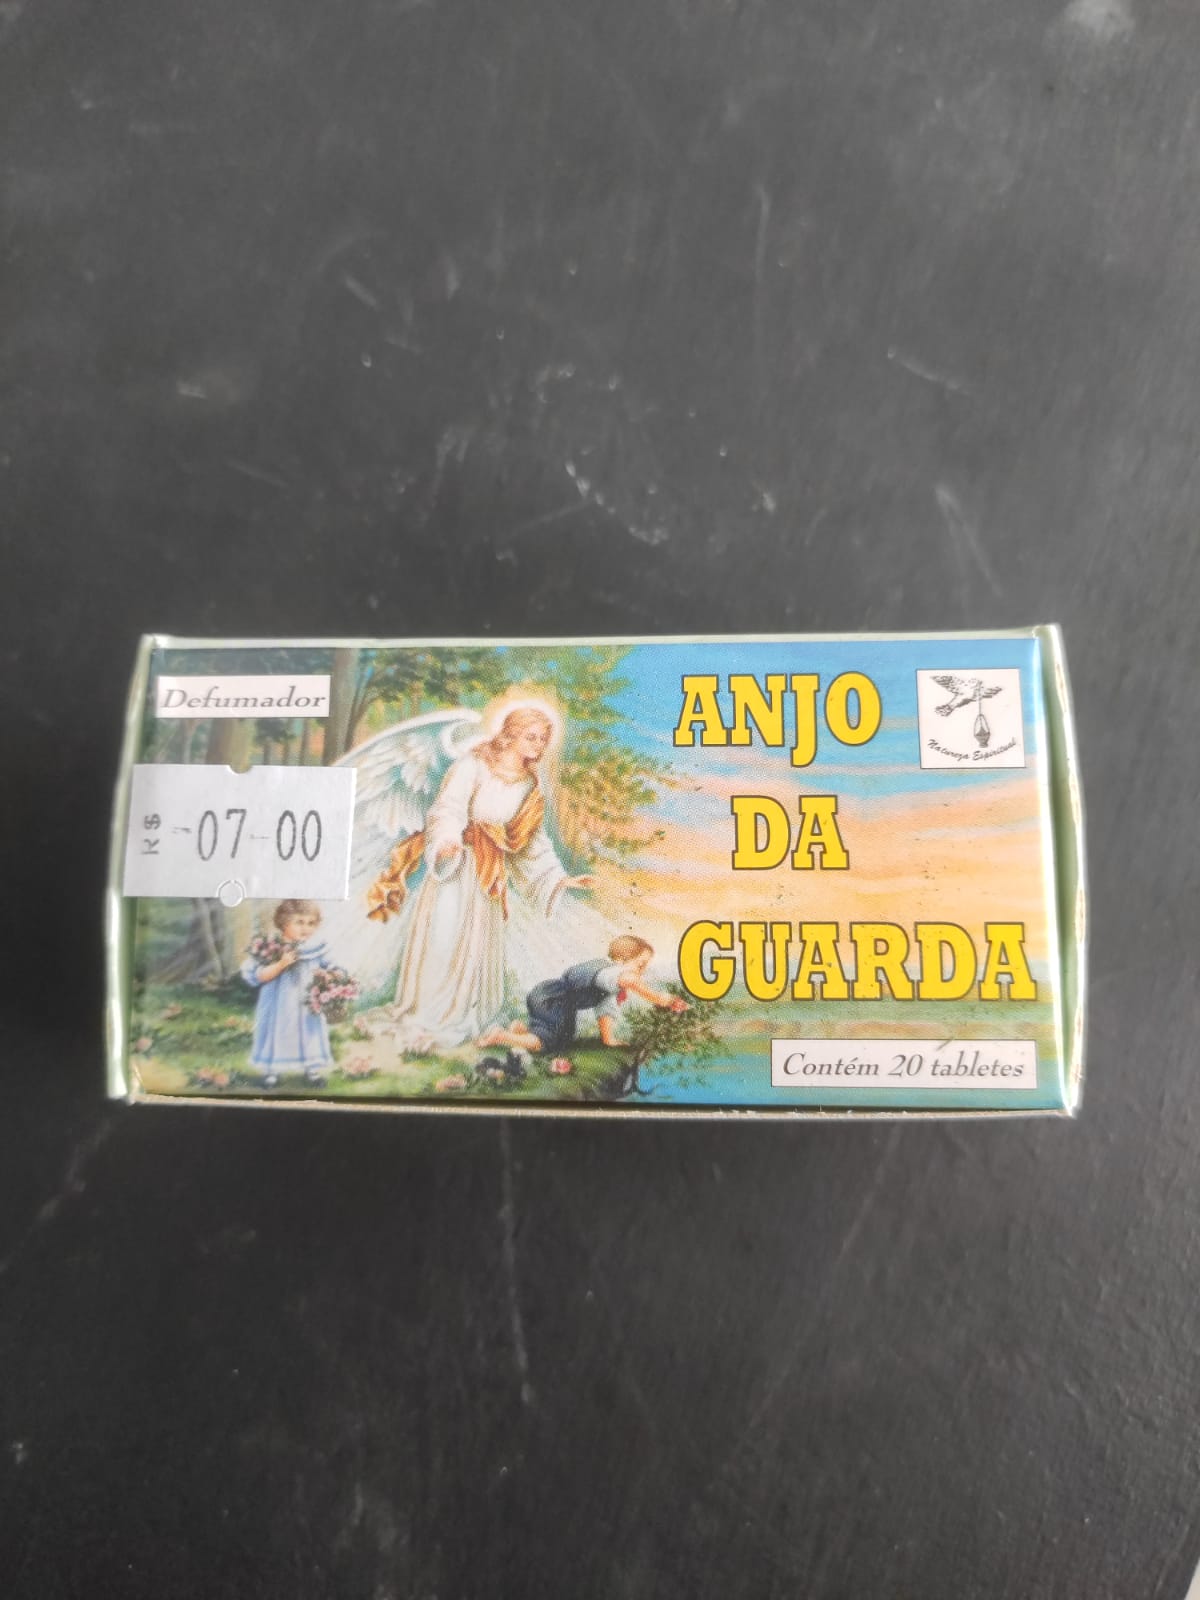 Defumador
R$ 07-00
ANJO
DA
GUARDA
Natureza Espiritual
Contém 20 tabletes